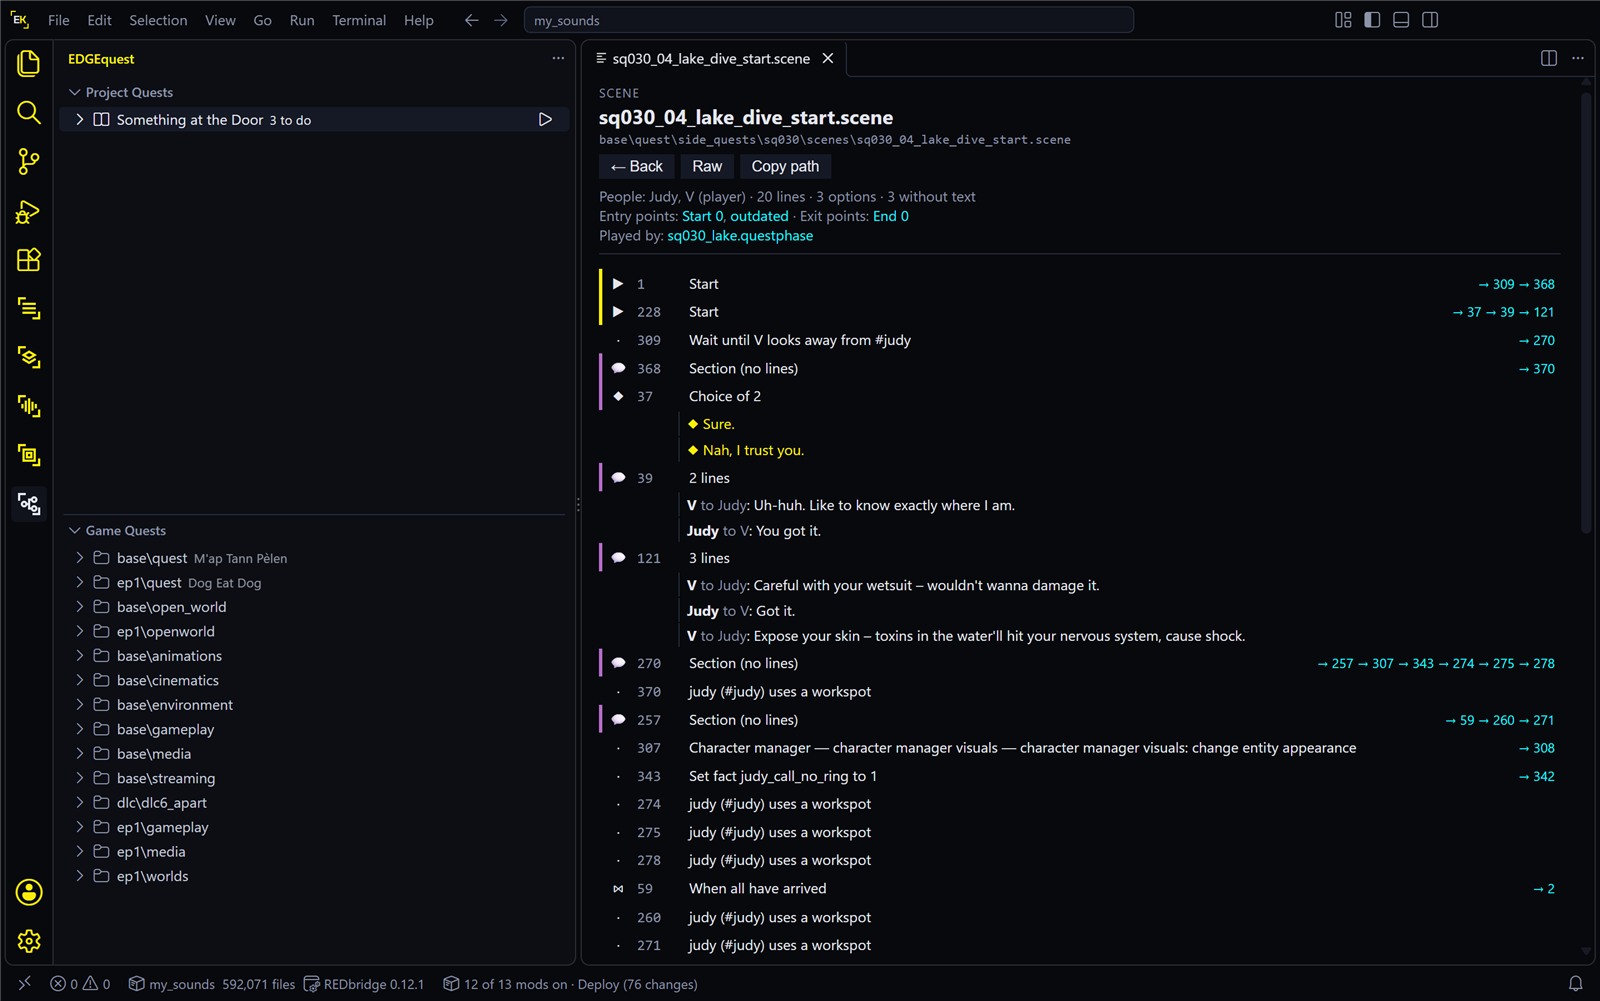 EK
File Edit Selection View Go Run Terminal Help
my_sounds
EDGEquest
Project Quests
Something at the Door 3 to do
Game Quests
base\quest M'ap Tann Pèlen
ep1\quest Dog Eat Dog
base\open_world
ep1\openworld
base\animations
base\cinematics
base\environment
base\gameplay
base\media
base\streaming
dlc\dlc6_apart
ep1\gameplay
ep1\media
ep1\worlds
sq030_04_lake_dive_start.scene
SCENE
sq030_04_lake_dive_start.scene
base\quest\side_quests\sq030\scenes\sq030_04_lake_dive_start.scene
← Back Raw Copy path
People: Judy, V (player) · 20 lines · 3 options · 3 without text
Entry points: Start 0, outdated · Exit points: End 0
Played by: sq030_lake.questphase
1 Start → 309 → 368
228 Start → 37 → 39 → 121
309 Wait until V looks away from #judy → 270
368 Section (no lines) → 370
37 Choice of 2
Sure.
Nah, I trust you.
39 2 lines
V to Judy: Uh-huh. Like to know exactly where I am.
Judy to V: You got it.
121 3 lines
V to Judy: Careful with your wetsuit – wouldn't wanna damage it.
Judy to V: Got it.
V to Judy: Expose your skin – toxins in the water'll hit your nervous system, cause shock.
270 Section (no lines) → 257 → 307 → 343 → 274 → 275 → 278
370 judy (#judy) uses a workspot
257 Section (no lines) → 59 → 260 → 271
307 Character manager — character manager visuals — character manager visuals: change entity appearance → 308
343 Set fact judy_call_no_ring to 1 → 342
274 judy (#judy) uses a workspot
275 judy (#judy) uses a workspot
278 judy (#judy) uses a workspot
59 When all have arrived → 2
260 judy (#judy) uses a workspot
271 judy (#judy) uses a workspot
0 0 my_sounds 592,071 files REDbridge 0.12.1 12 of 13 mods on · Deploy (76 changes)